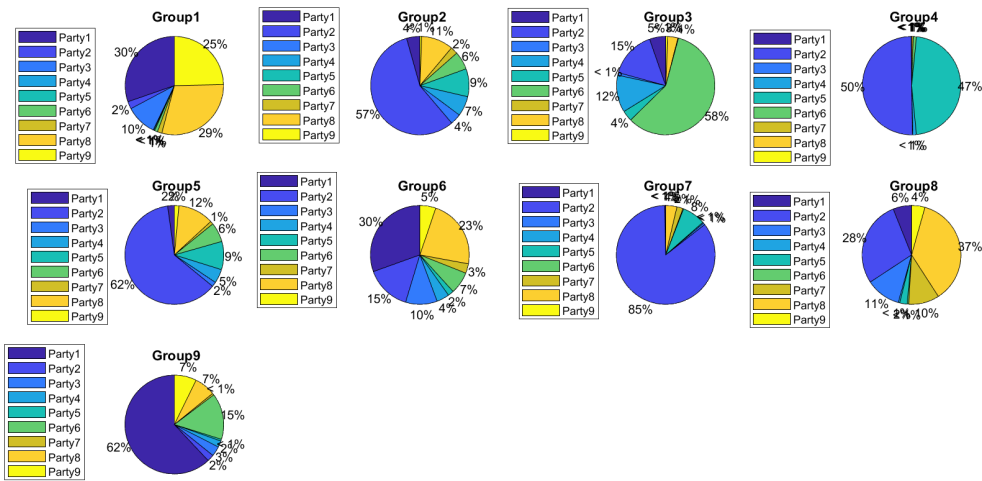 Group1
Party1
Party2
Party3
Party4
Party5
Party6
Party7
Party8
Party9
30%
2%
10%
29%
25%
Group2
Party1
Party2
Party3
Party4
Party5
Party6
Party7
Party8
Party9
4%
57%
4%
7%
9%
6%
2%
11%
1%
Group3
Party1
Party2
Party3
Party4
Party5
Party6
Party7
Party8
Party9
5%
15%
< 1%
12%
4%
58%
Group4
Party1
Party2
Party3
Party4
Party5
Party6
Party7
Party8
Party9
50%
47%
Group5
Party1
Party2
Party3
Party4
Party5
Party6
Party7
Party8
Party9
62%
2%
5%
9%
6%
1%
12%
Group6
Party1
Party2
Party3
Party4
Party5
Party6
Party7
Party8
Party9
30%
15%
10%
4%
2%
7%
3%
23%
5%
Group7
Party1
Party2
Party3
Party4
Party5
Party6
Party7
Party8
Party9
85%
8%
Group8
Party1
Party2
Party3
Party4
Party5
Party6
Party7
Party8
Party9
6%
28%
11%
10%
37%
4%
Group9
Party1
Party2
Party3
Party4
Party5
Party6
Party7
Party8
Party9
62%
2%
3%
2%
15%
< 1%
7%
7%